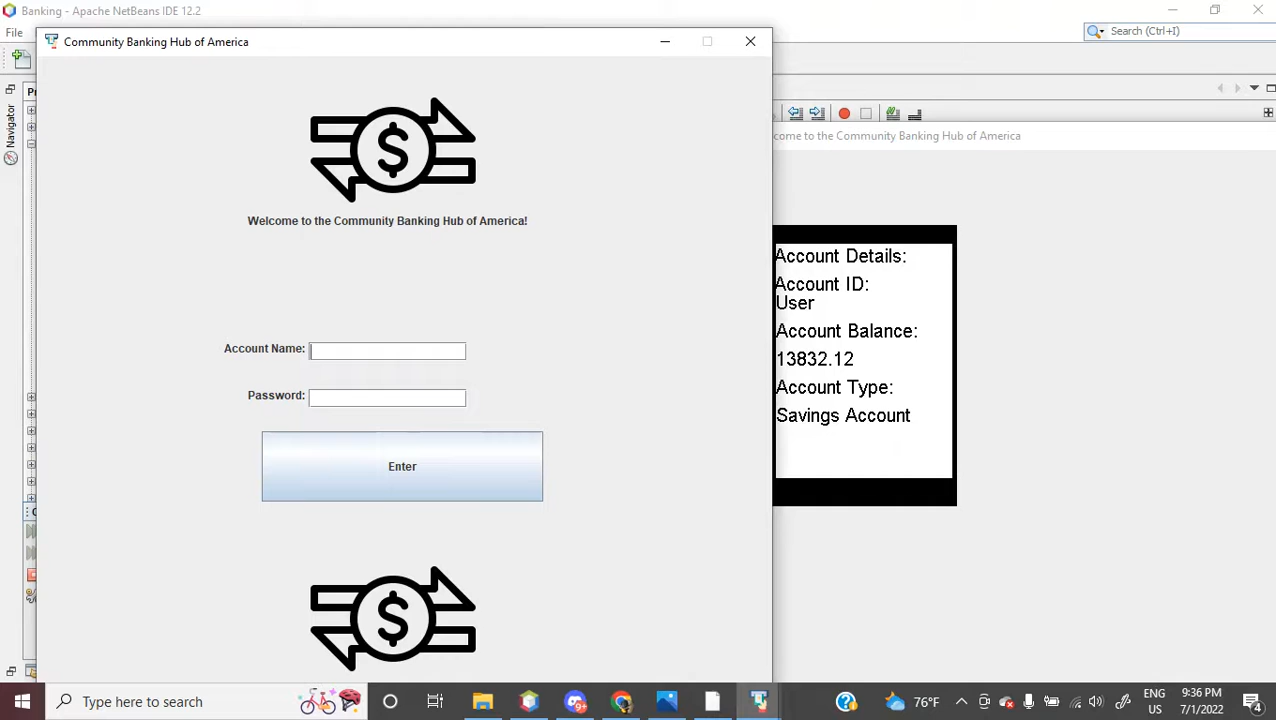 Banking - Apache NetBeans IDE 12.2
File
Search (Ctrl+I)
Community Banking Hub of America
Navigator
come to the Community Banking Hub of America
$
Welcome to the Community Banking Hub of America!
Account Name:
Password:
Enter
$
Account Details:
Account ID:
User
Account Balance:
13832.12
Account Type:
Savings Account
Type here to search
76°F
ENG
US
9:36 PM
7/1/2022
4